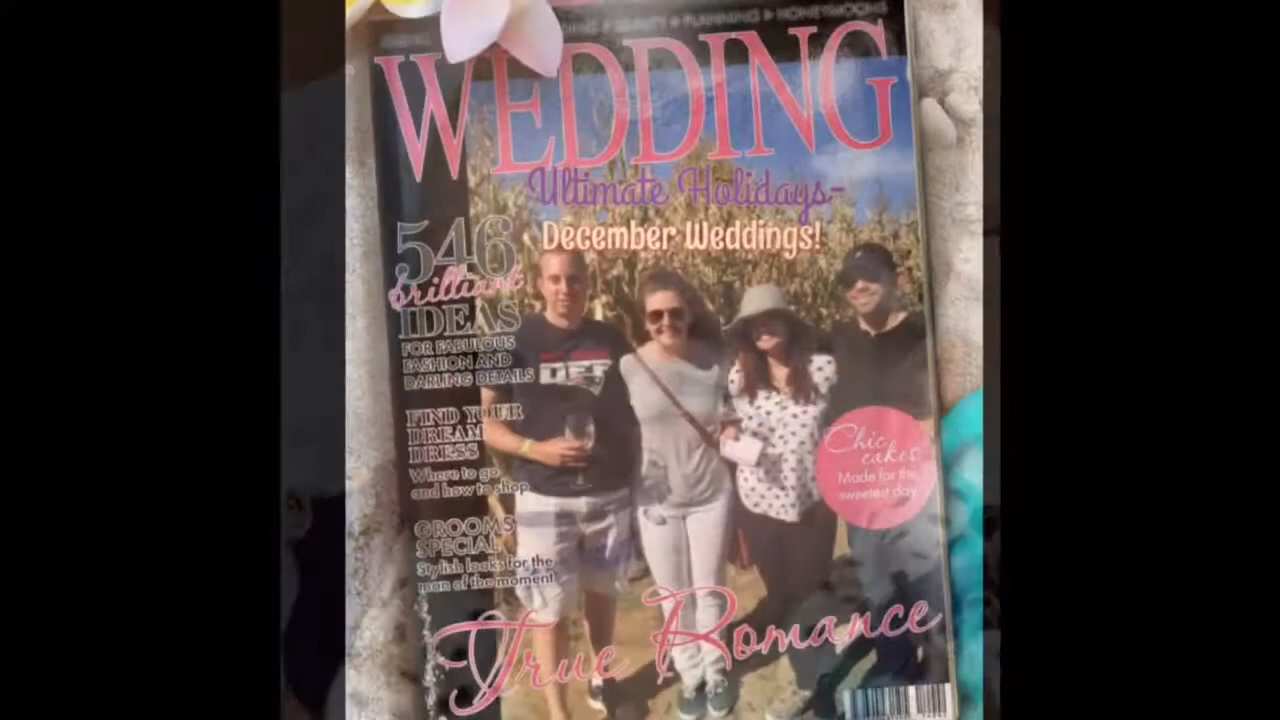 PLANNING ▸ HONEYMOONS
WEDDING
Ultimate Holidays-
December Weddings!
546
brilliant
IDEAS
FOR FABULOUS
FASHION AND
DARLING DETAILS
FIND YOUR
DREAM
DRESS
Where to go
and how to shop
GROOMS
SPECIAL
Stylish looks for the
man of the moment
Chic
cakes
Made for the
sweetest day
True Romance